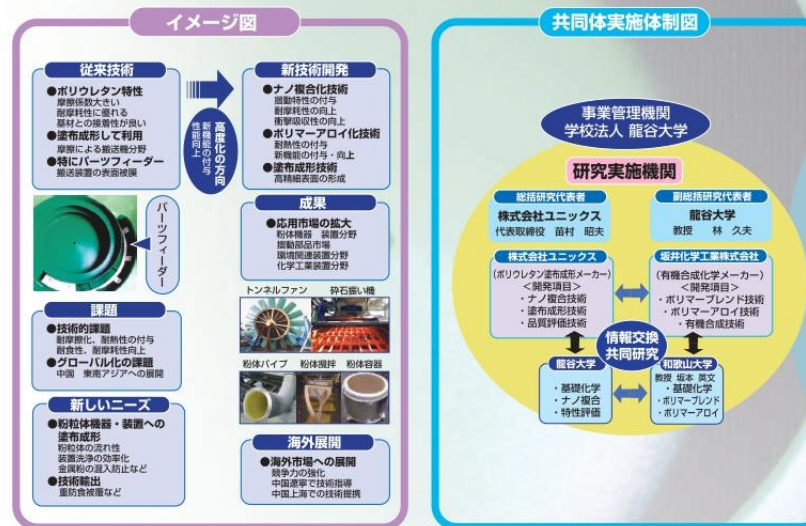 イメージ図
従来技術
●ポリウレタン特性
摩擦係数大きい
耐摩耗性に優れる
基材との接着性が良い
●塗布成形して利用
摩擦による搬送機分野
●特にパーツフィーダー
搬送装置の表面被膜
高度化の方向
新機能の付与
性能向上
新技術開発
●ナノ複合化技術
摺動特性の付与
耐摩耗性の向上
衝撃吸収性の向上
●ポリマーアロイ化技術
耐熱性の付与
新機能の付与・向上
●塗布成形技術
高精細表面の形成
パーツフィーダー
成果
●応用市場の拡大
粉体機器 装置分野
摺動部品市場
環境関連装置分野
化学工業装置分野
課題
●技術的課題
耐摩擦化、耐熱性の付与
耐食性、耐摩耗性向上
●グローバル化の課題
中国 東南アジアへの展開
トンネルファン 砕石振い機
粉体パイプ 粉体攪拌 粉体容器
新しいニーズ
●粉粒体機器・装置への
塗布成形
粉粒体の流れ性
装置洗浄の効率化
金属粉の混入防止など
●技術輸出
重防食被覆など
海外展開
●海外市場への展開
競争力の強化
中国遼寧で技術指導
中国上海での技術提携
共同体実施体制図
事業管理機関
学校法人 龍谷大学
研究実施機関
総括研究代表者
株式会社ユニックス
代表取締役 苗村 昭夫
副総括研究代表者
龍谷大学
教授 林 久夫
株式会社ユニックス
(ポリウレタン塗布成形メーカー)
<開発項目>
・ナノ複合技術
・塗布成形技術
・品質評価技術
坂井化学工業株式会社
(有機合成化学メーカー)
<開発項目>
・ポリマーブレンド技術
・ポリマーアロイ技術
・有機合成技術
情報交換
共同研究
龍谷大学
・基礎化学
・ナノ複合
・特性評価
和歌山大学
教授 坂本 英文
・基礎化学
・ポリマーブレンド
・ポリマーアロイ